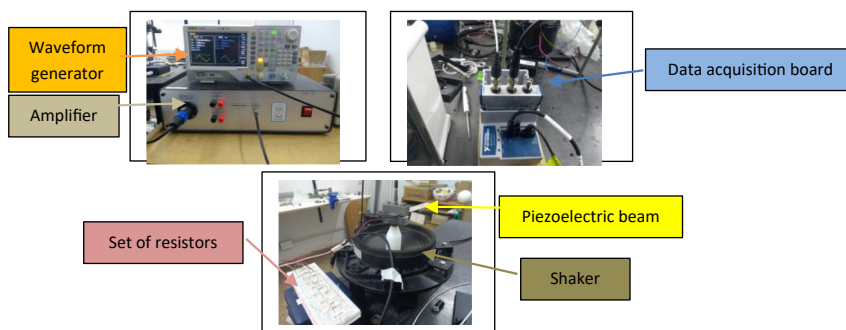 Waveform
generator
Amplifier
Data acquisition board
Piezoelectric beam
Set of resistors
Shaker